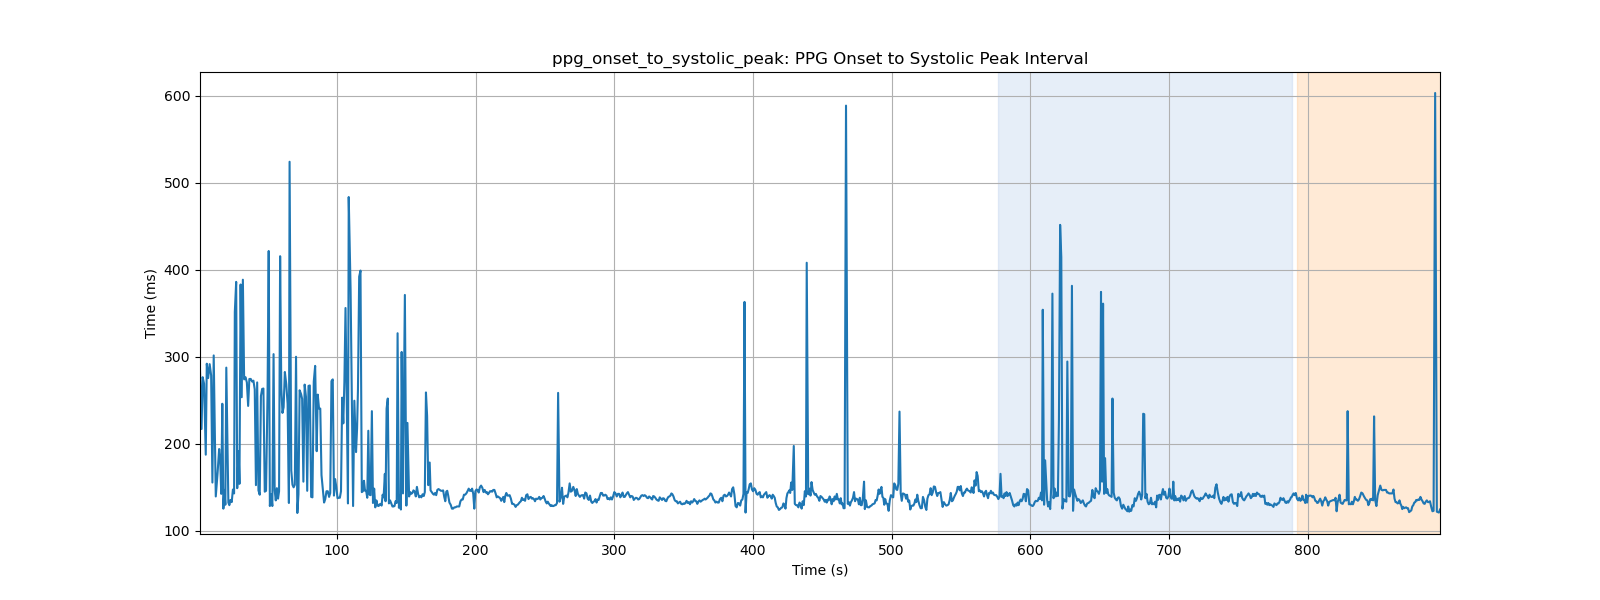 ppg_onset_to_systolic_peak: PPG Onset to Systolic Peak Interval
600
500
400
300
200
100
Time (ms)
100 200 300 400 500 600 700 800
Time (s)